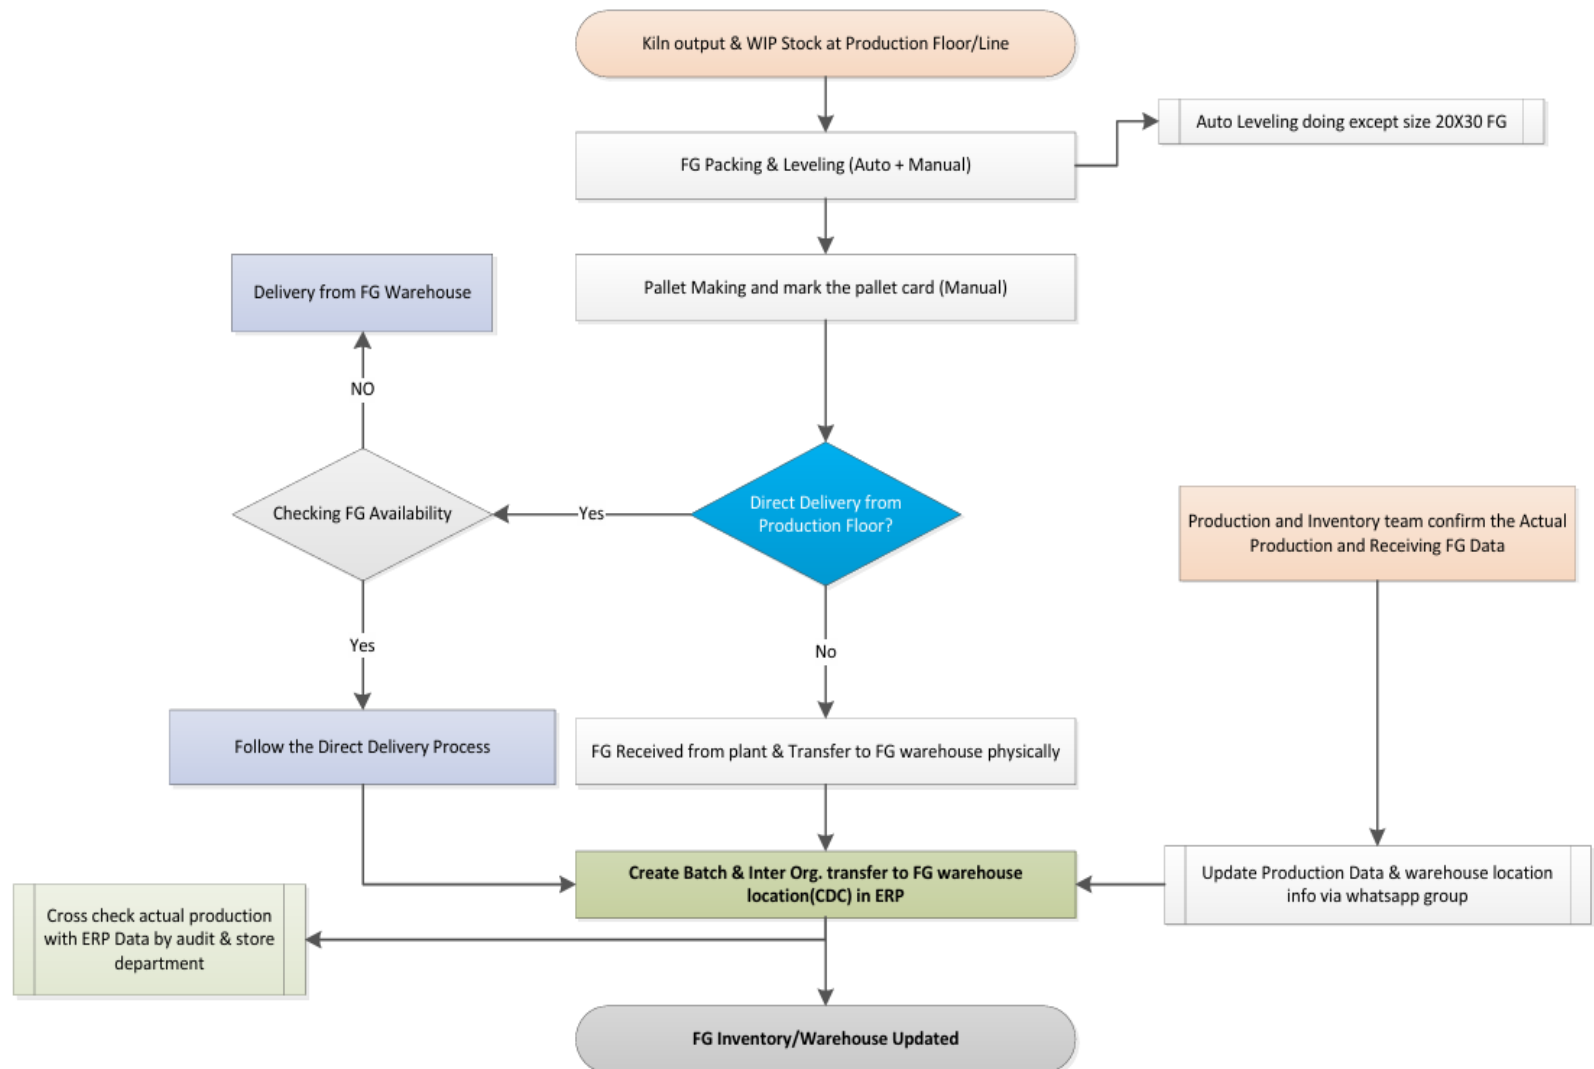 Kiln output & WIP Stock at Production Floor/Line
Auto Leveling doing except size 20X30 FG
FG Packing & Leveling (Auto + Manual)
Delivery from FG Warehouse
Pallet Making and mark the pallet card (Manual)
NO
Checking FG Availability
Yes
Direct Delivery from
Production Floor?
Production and Inventory team confirm the Actual
Production and Receiving FG Data
Yes
No
Follow the Direct Delivery Process
FG Received from plant & Transfer to FG warehouse physically
Create Batch & Inter Org. transfer to FG warehouse
location(CDC) in ERP
Update Production Data & warehouse location
info via whatsapp group
Cross check actual production
with ERP Data by audit & store
department
FG Inventory/Warehouse Updated